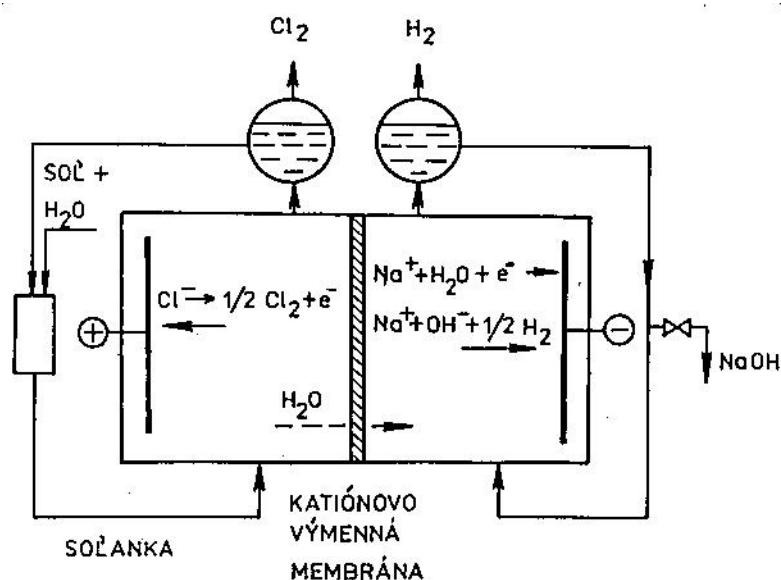 Cl₂
H₂
SOĽ +
H₂O
Cl⁻ → 1/2 Cl₂ + e⁻
Na⁺ + H₂O + e⁻
Na⁺ + OH⁻ + 1/2 H₂
+
−
NaOH
H₂O
SOĽANKA
KATIÓNOVO
VÝMENNÁ
MEMBRÁNA